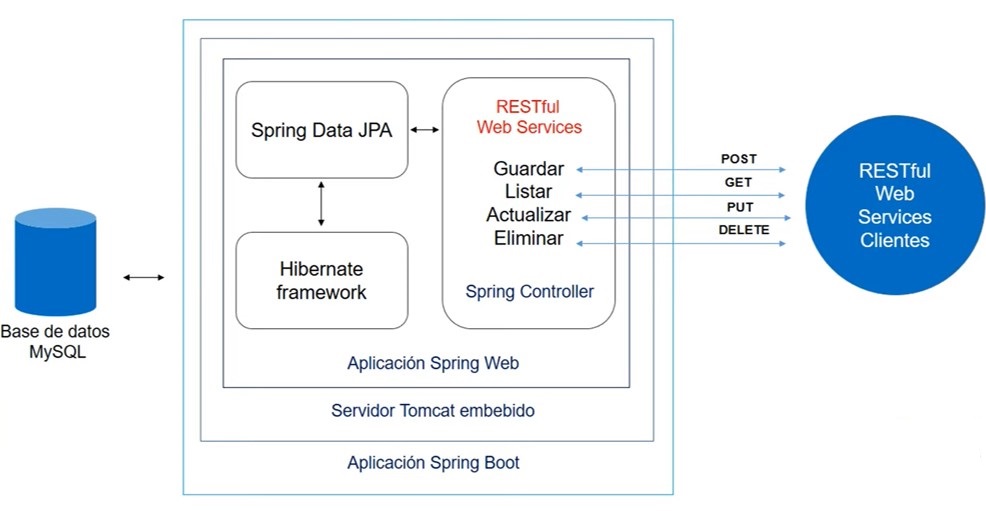 Base de datos
MySQL
Spring Data JPA
Hibernate
framework
RESTful
Web Services
Guardar
Listar
Actualizar
Eliminar
Spring Controller
Aplicación Spring Web
Servidor Tomcat embebido
Aplicación Spring Boot
POST
GET
PUT
DELETE
RESTful
Web
Services
Clientes